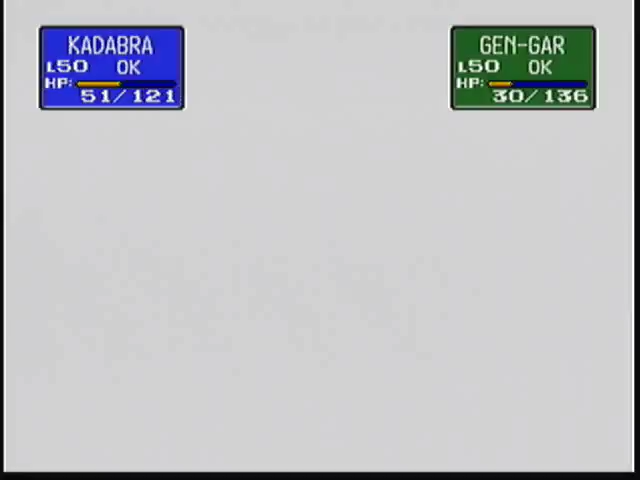 KADABRA
L50 OK
HP:
51/121
GEN-GAR
L50 OK
HP:
30/136